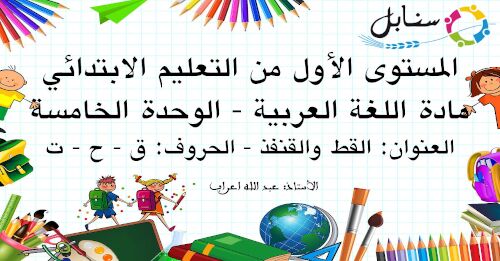 سنابل
المستوى الأول من التعليم الابتدائي
مادة اللغة العربية - الوحدة الخامسة
العنوان: القط والقنفذ - الحروف: ق - ح - ت
الأستاذ: عبد الله اعراب